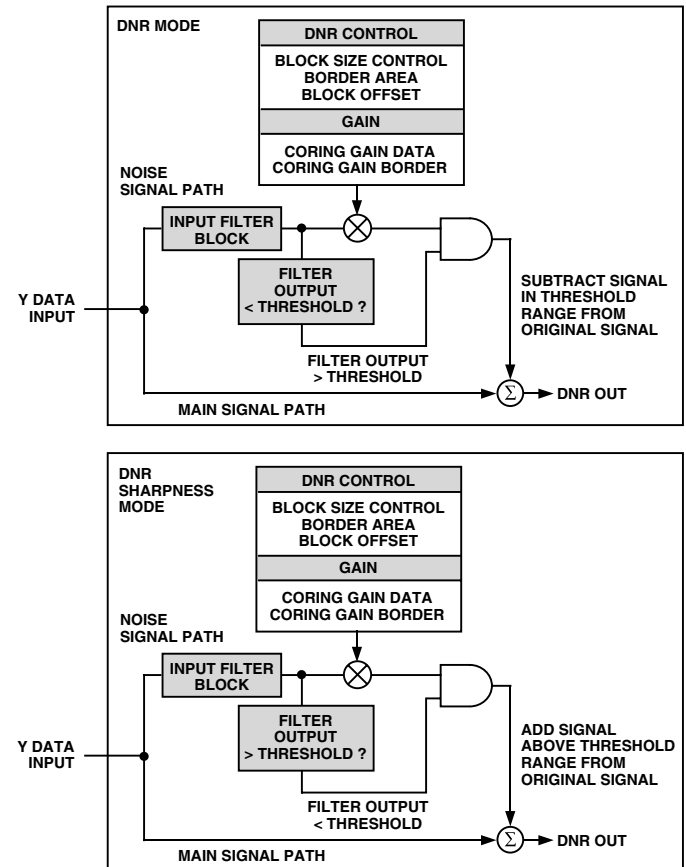 DNR MODE
DNR CONTROL
BLOCK SIZE CONTROL
BORDER AREA
BLOCK OFFSET
GAIN
CORING GAIN DATA
CORING GAIN BORDER
NOISE
SIGNAL PATH
INPUT FILTER
BLOCK
FILTER
OUTPUT
< THRESHOLD ?
Y DATA
INPUT
SUBTRACT SIGNAL
IN THRESHOLD
RANGE FROM
ORIGINAL SIGNAL
FILTER OUTPUT
> THRESHOLD
MAIN SIGNAL PATH
Σ
DNR OUT
DNR
SHARPNESS
MODE
DNR CONTROL
BLOCK SIZE CONTROL
BORDER AREA
BLOCK OFFSET
GAIN
CORING GAIN DATA
CORING GAIN BORDER
NOISE
SIGNAL PATH
INPUT FILTER
BLOCK
FILTER
OUTPUT
> THRESHOLD ?
Y DATA
INPUT
ADD SIGNAL
ABOVE THRESHOLD
RANGE FROM
ORIGINAL SIGNAL
FILTER OUTPUT
< THRESHOLD
MAIN SIGNAL PATH
Σ
DNR OUT